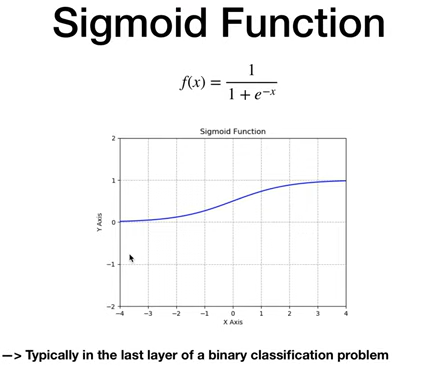 Sigmoid Function
f(x) = 1 / (1 + e^{-x})
Sigmoid Function
2
1
0
−1
−2
Y Axis
−4 −3 −2 −1 0 1 2 3 4
X Axis
—> Typically in the last layer of a binary classification problem